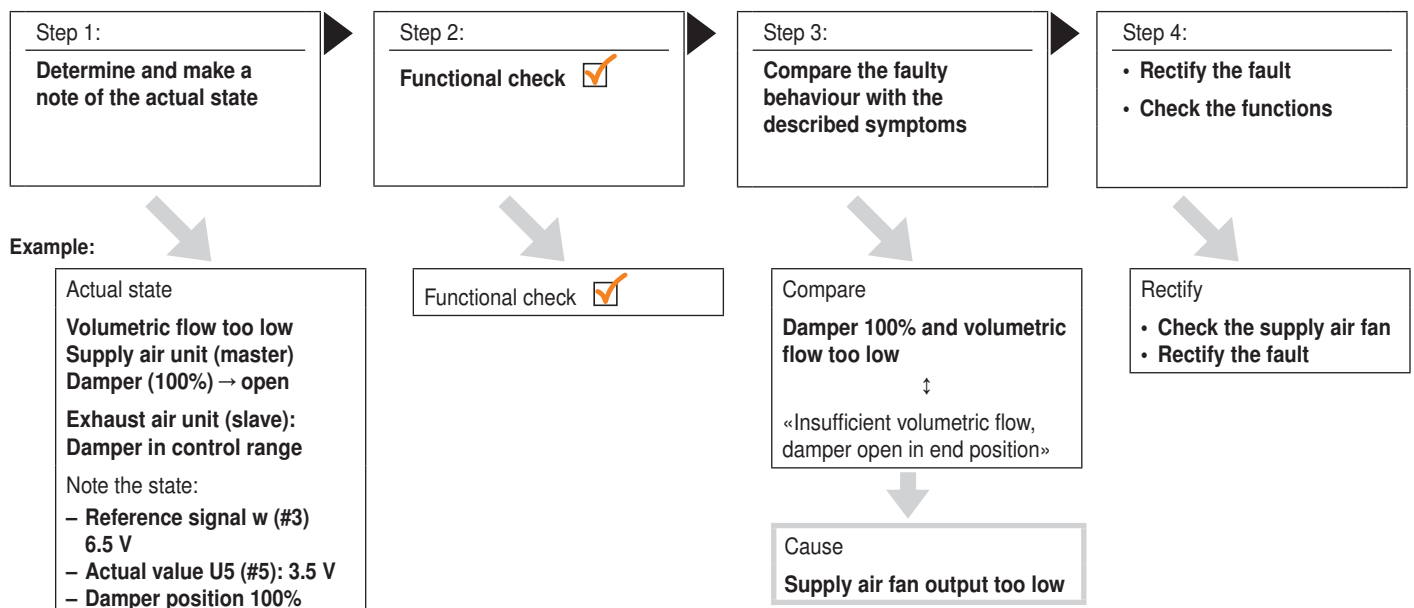 Step 1:
Determine and make a
note of the actual state
Step 2:
Functional check
Step 3:
Compare the faulty
behaviour with the
described symptoms
Step 4:
• Rectify the fault
• Check the functions
Example:
Actual state
Volumetric flow too low
Supply air unit (master)
Damper (100%) → open
Exhaust air unit (slave):
Damper in control range
Note the state:
– Reference signal w (#3)
6.5 V
– Actual value U5 (#5): 3.5 V
– Damper position 100%
Functional check
Compare
Damper 100% and volumetric
flow too low
↕
«Insufficient volumetric flow,
damper open in end position»
Cause
Supply air fan output too low
Rectify
• Check the supply air fan
• Rectify the fault